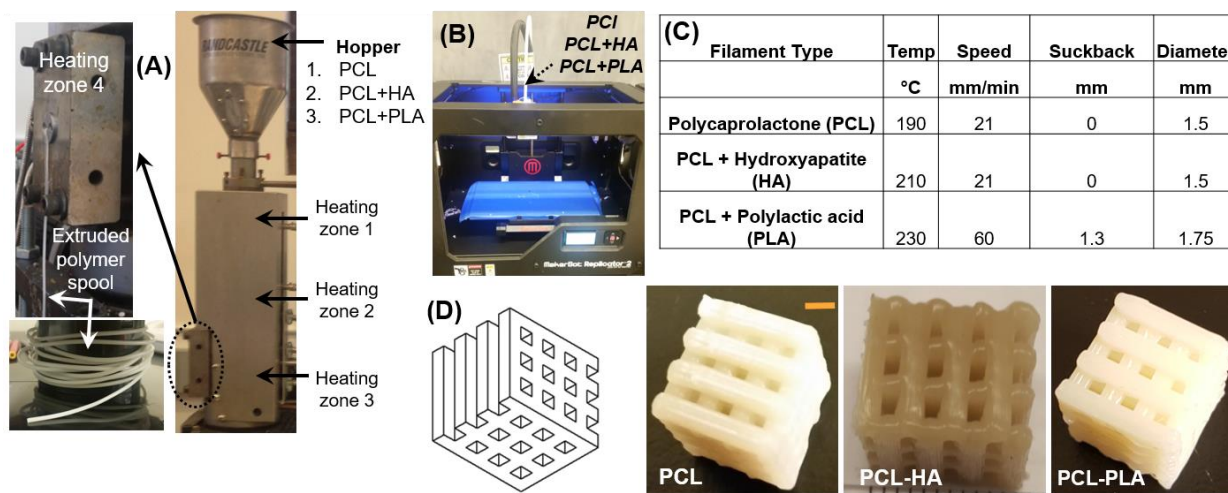 Heating
zone 4
(A)
RANDCASTLE
Hopper
1. PCL
2. PCL+HA
3. PCL+PLA
Heating
zone 1
Heating
zone 2
Heating
zone 3
Extruded
polymer
spool
(B)
PCl
PCL+HA
PCL+PLA
MakerBot Replicator 2
(C)
Filament Type Temp Speed Suckback Diamete
°C mm/min mm mm
Polycaprolactone (PCL) 190 21 0 1.5
PCL + Hydroxyapatite
(HA) 210 21 0 1.5
PCL + Polylactic acid
(PLA) 230 60 1.3 1.75
(D)
PCL
PCL-HA
PCL-PLA